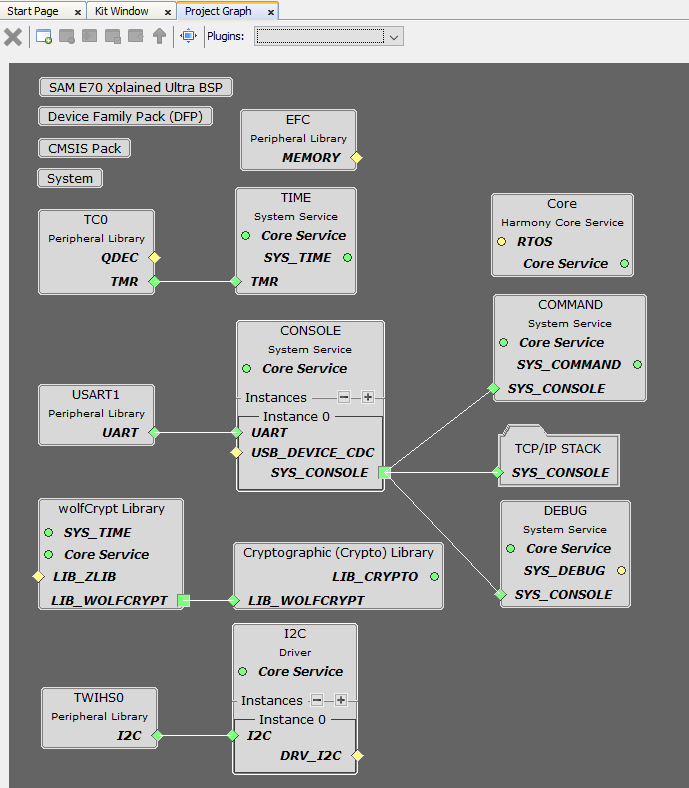 Start Page
Kit Window
Project Graph
Plugins:
SAM E70 Xplained Ultra BSP
Device Family Pack (DFP)
CMSIS Pack
System
EFC
Peripheral Library
MEMORY
TC0
Peripheral Library
QDEC
TMR
TIME
System Service
Core Service
SYS_TIME
TMR
Core
Harmony Core Service
RTOS
Core Service
CONSOLE
System Service
Core Service
Instances
Instance 0
UART
USB_DEVICE_CDC
SYS_CONSOLE
COMMAND
System Service
Core Service
SYS_COMMAND
SYS_CONSOLE
USART1
Peripheral Library
UART
TCP/IP STACK
SYS_CONSOLE
wolfCrypt Library
SYS_TIME
Core Service
LIB_ZLIB
LIB_WOLFCRYPT
Cryptographic (Crypto) Library
LIB_CRYPTO
LIB_WOLFCRYPT
DEBUG
System Service
Core Service
SYS_DEBUG
SYS_CONSOLE
TWIHS0
Peripheral Library
I2C
I2C
Driver
Core Service
Instances
Instance 0
I2C
DRV_I2C